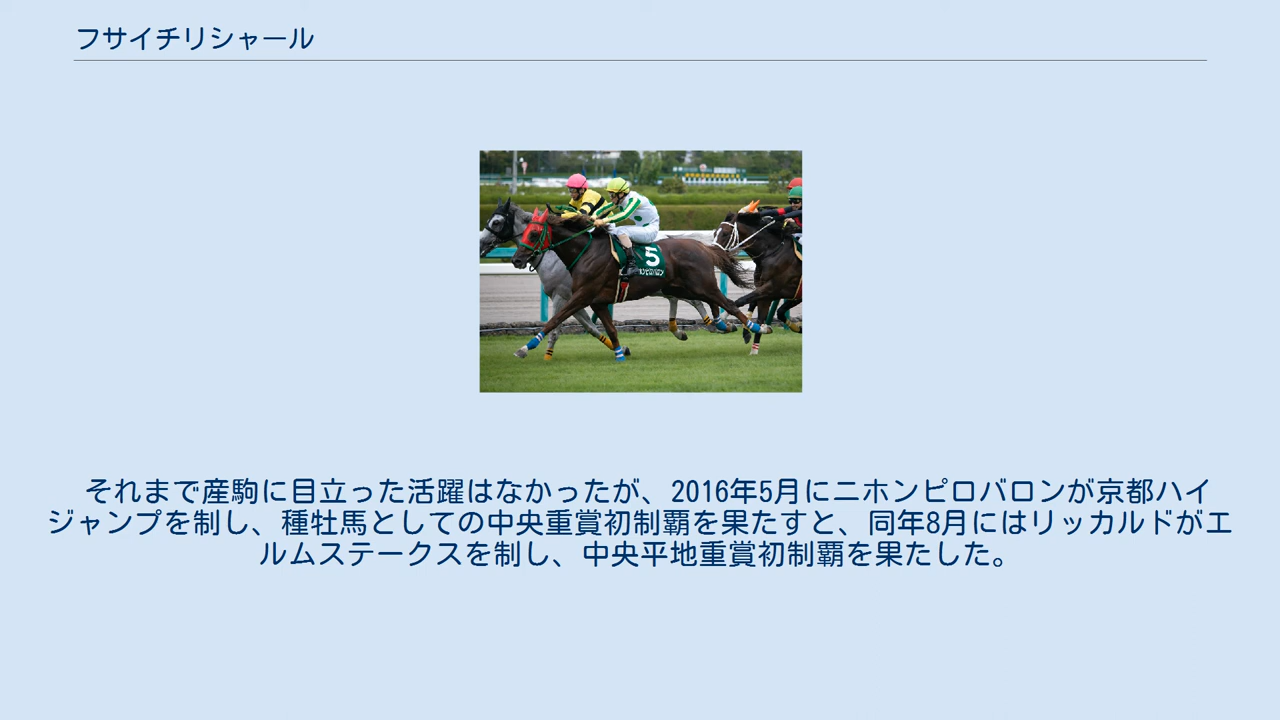 フサイチリシャール
5
それまで産駒に目立った活躍はなかったが、2016年5月にニホンピロバロンが京都ハイ
ジャンプを制し、種牡馬としての中央重賞初制覇を果たすと、同年8月にはリッカルドがエ
ルムステークスを制し、中央平地重賞初制覇を果たした。